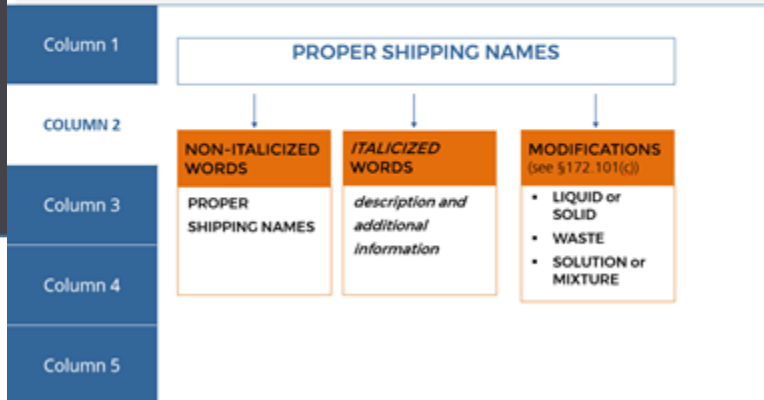 Column 1
COLUMN 2
Column 3
Column 4
Column 5
PROPER SHIPPING NAMES
NON-ITALICIZED
WORDS
PROPER
SHIPPING NAMES
ITALICIZED
WORDS
description and
additional
information
MODIFICATIONS
(see §172.101(c))
▪ LIQUID or
SOLID
▪ WASTE
▪ SOLUTION or
MIXTURE